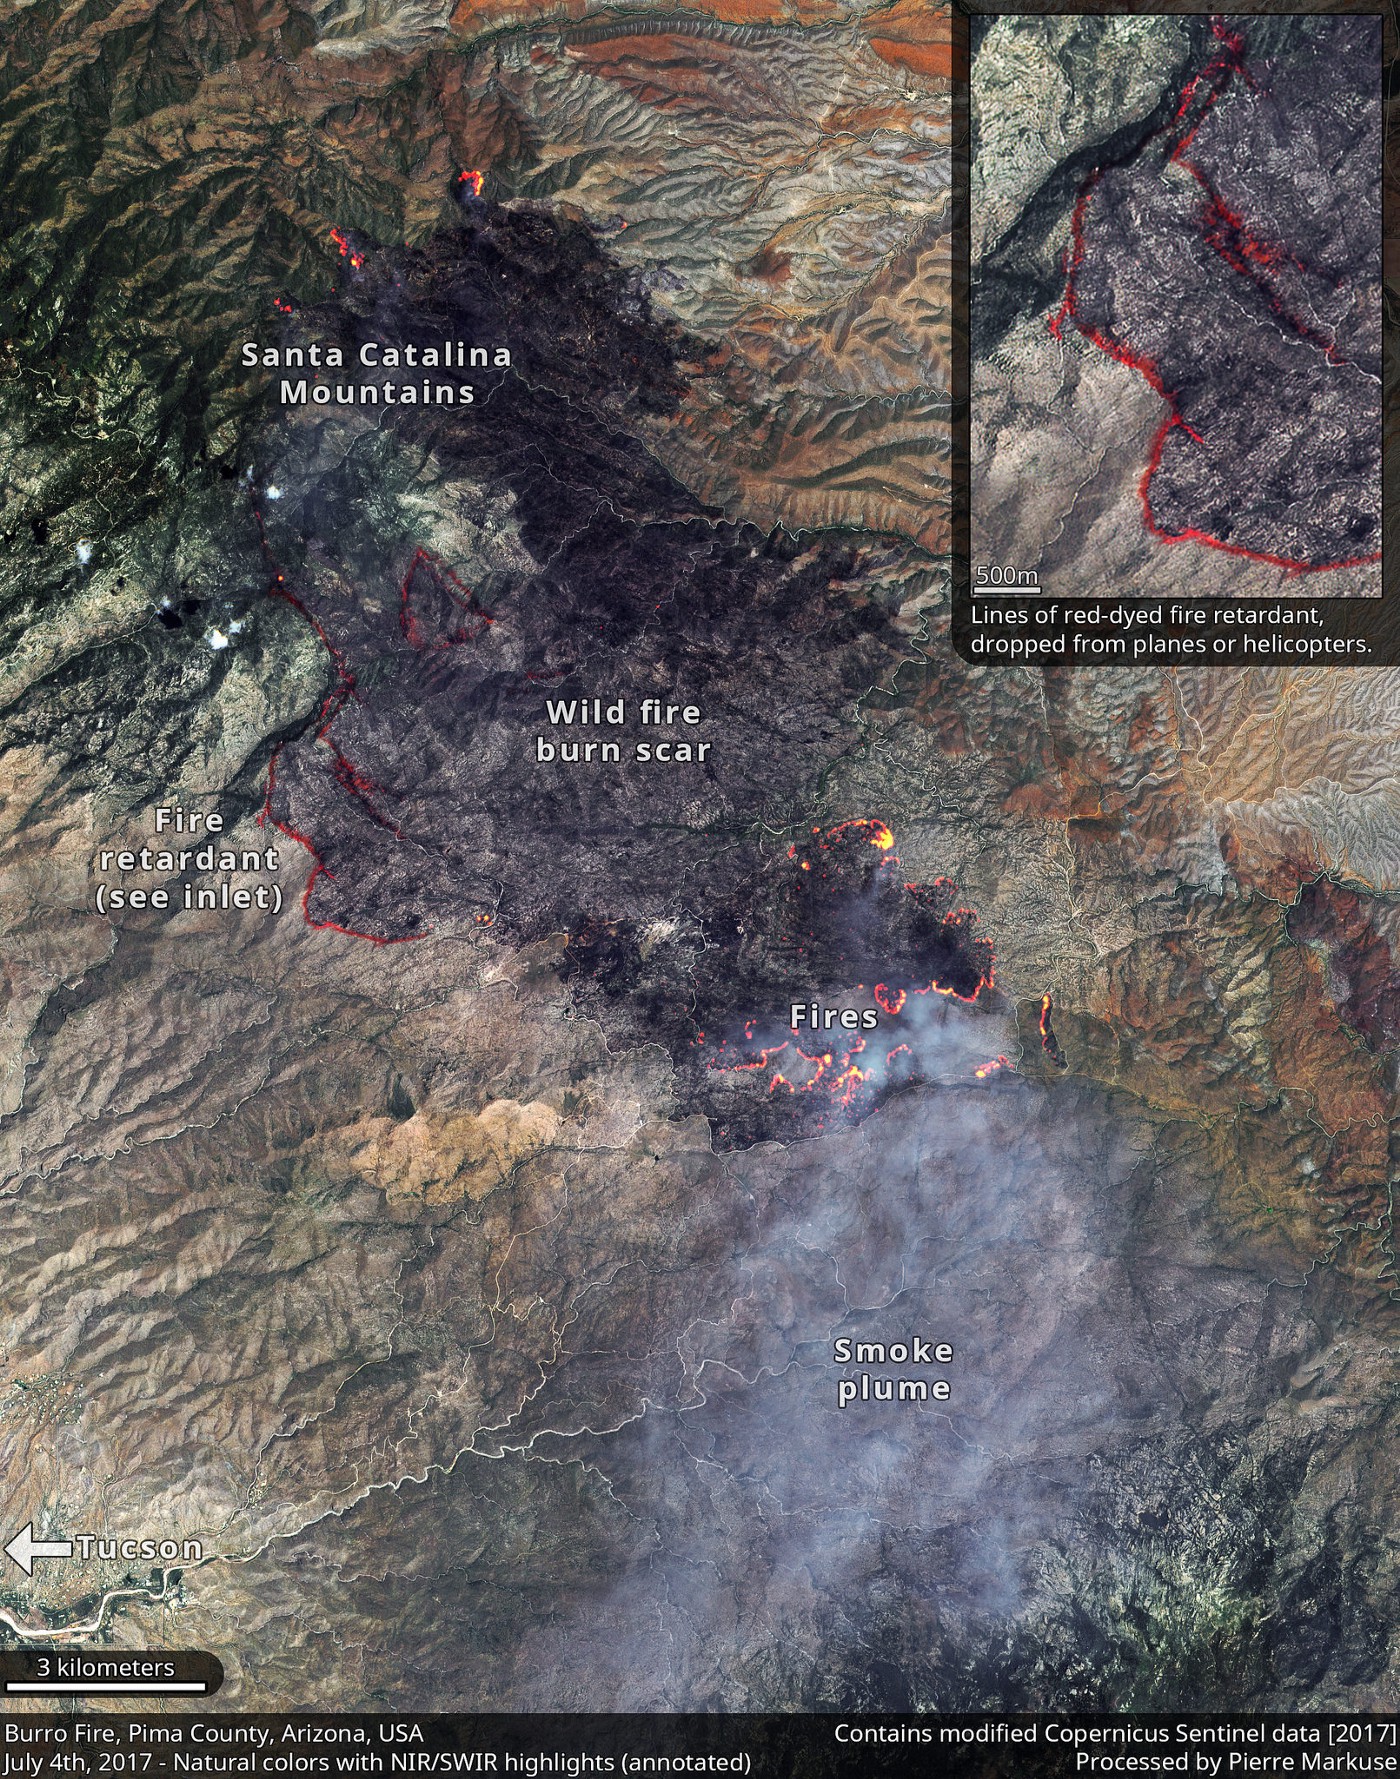 500m
Lines of red-dyed fire retardant,
dropped from planes or helicopters.
Santa Catalina
Mountains
Wild fire
burn scar
Fire
retardant
(see inlet)
Fires
Smoke
plume
Tucson
3 kilometers
Burro Fire, Pima County, Arizona, USA
July 4th, 2017 - Natural colors with NIR/SWIR highlights (annotated)
Contains modified Copernicus Sentinel data [2017]
Processed by Pierre Markuse